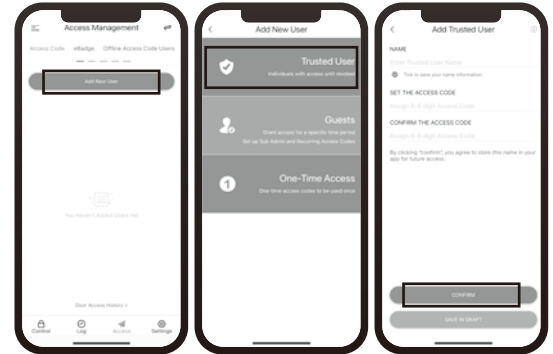 Access Management
Access Code eBadge Offline Access Code Users
Add New User
You Haven't Added Users Yet
Door Access History >
Control Log Access Settings
Add New User
Trusted User
Individuals with access until revoked
Guests
Grant access for a specific time period
Set up Sub Admin and Recurring Access Codes
1
One-Time Access
One-time access codes to be used once
Add Trusted User
NAME
Enter Trusted User Name
Tick to save your name information.
SET THE ACCESS CODE
Assign 6-8 digit Access Code
CONFIRM THE ACCESS CODE
Assign 6-8 digit Access Code
By clicking "confirm", you agree to store this name in your
app for future access.
CONFIRM
SAVE IN DRAFT